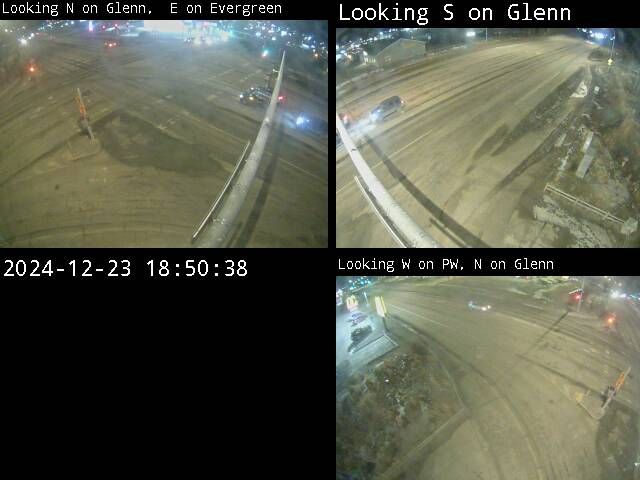 Looking N on Glenn,  E on Evergreen
Looking S on Glenn
2024-12-23 18:50:38
Looking W on PW, N on Glenn